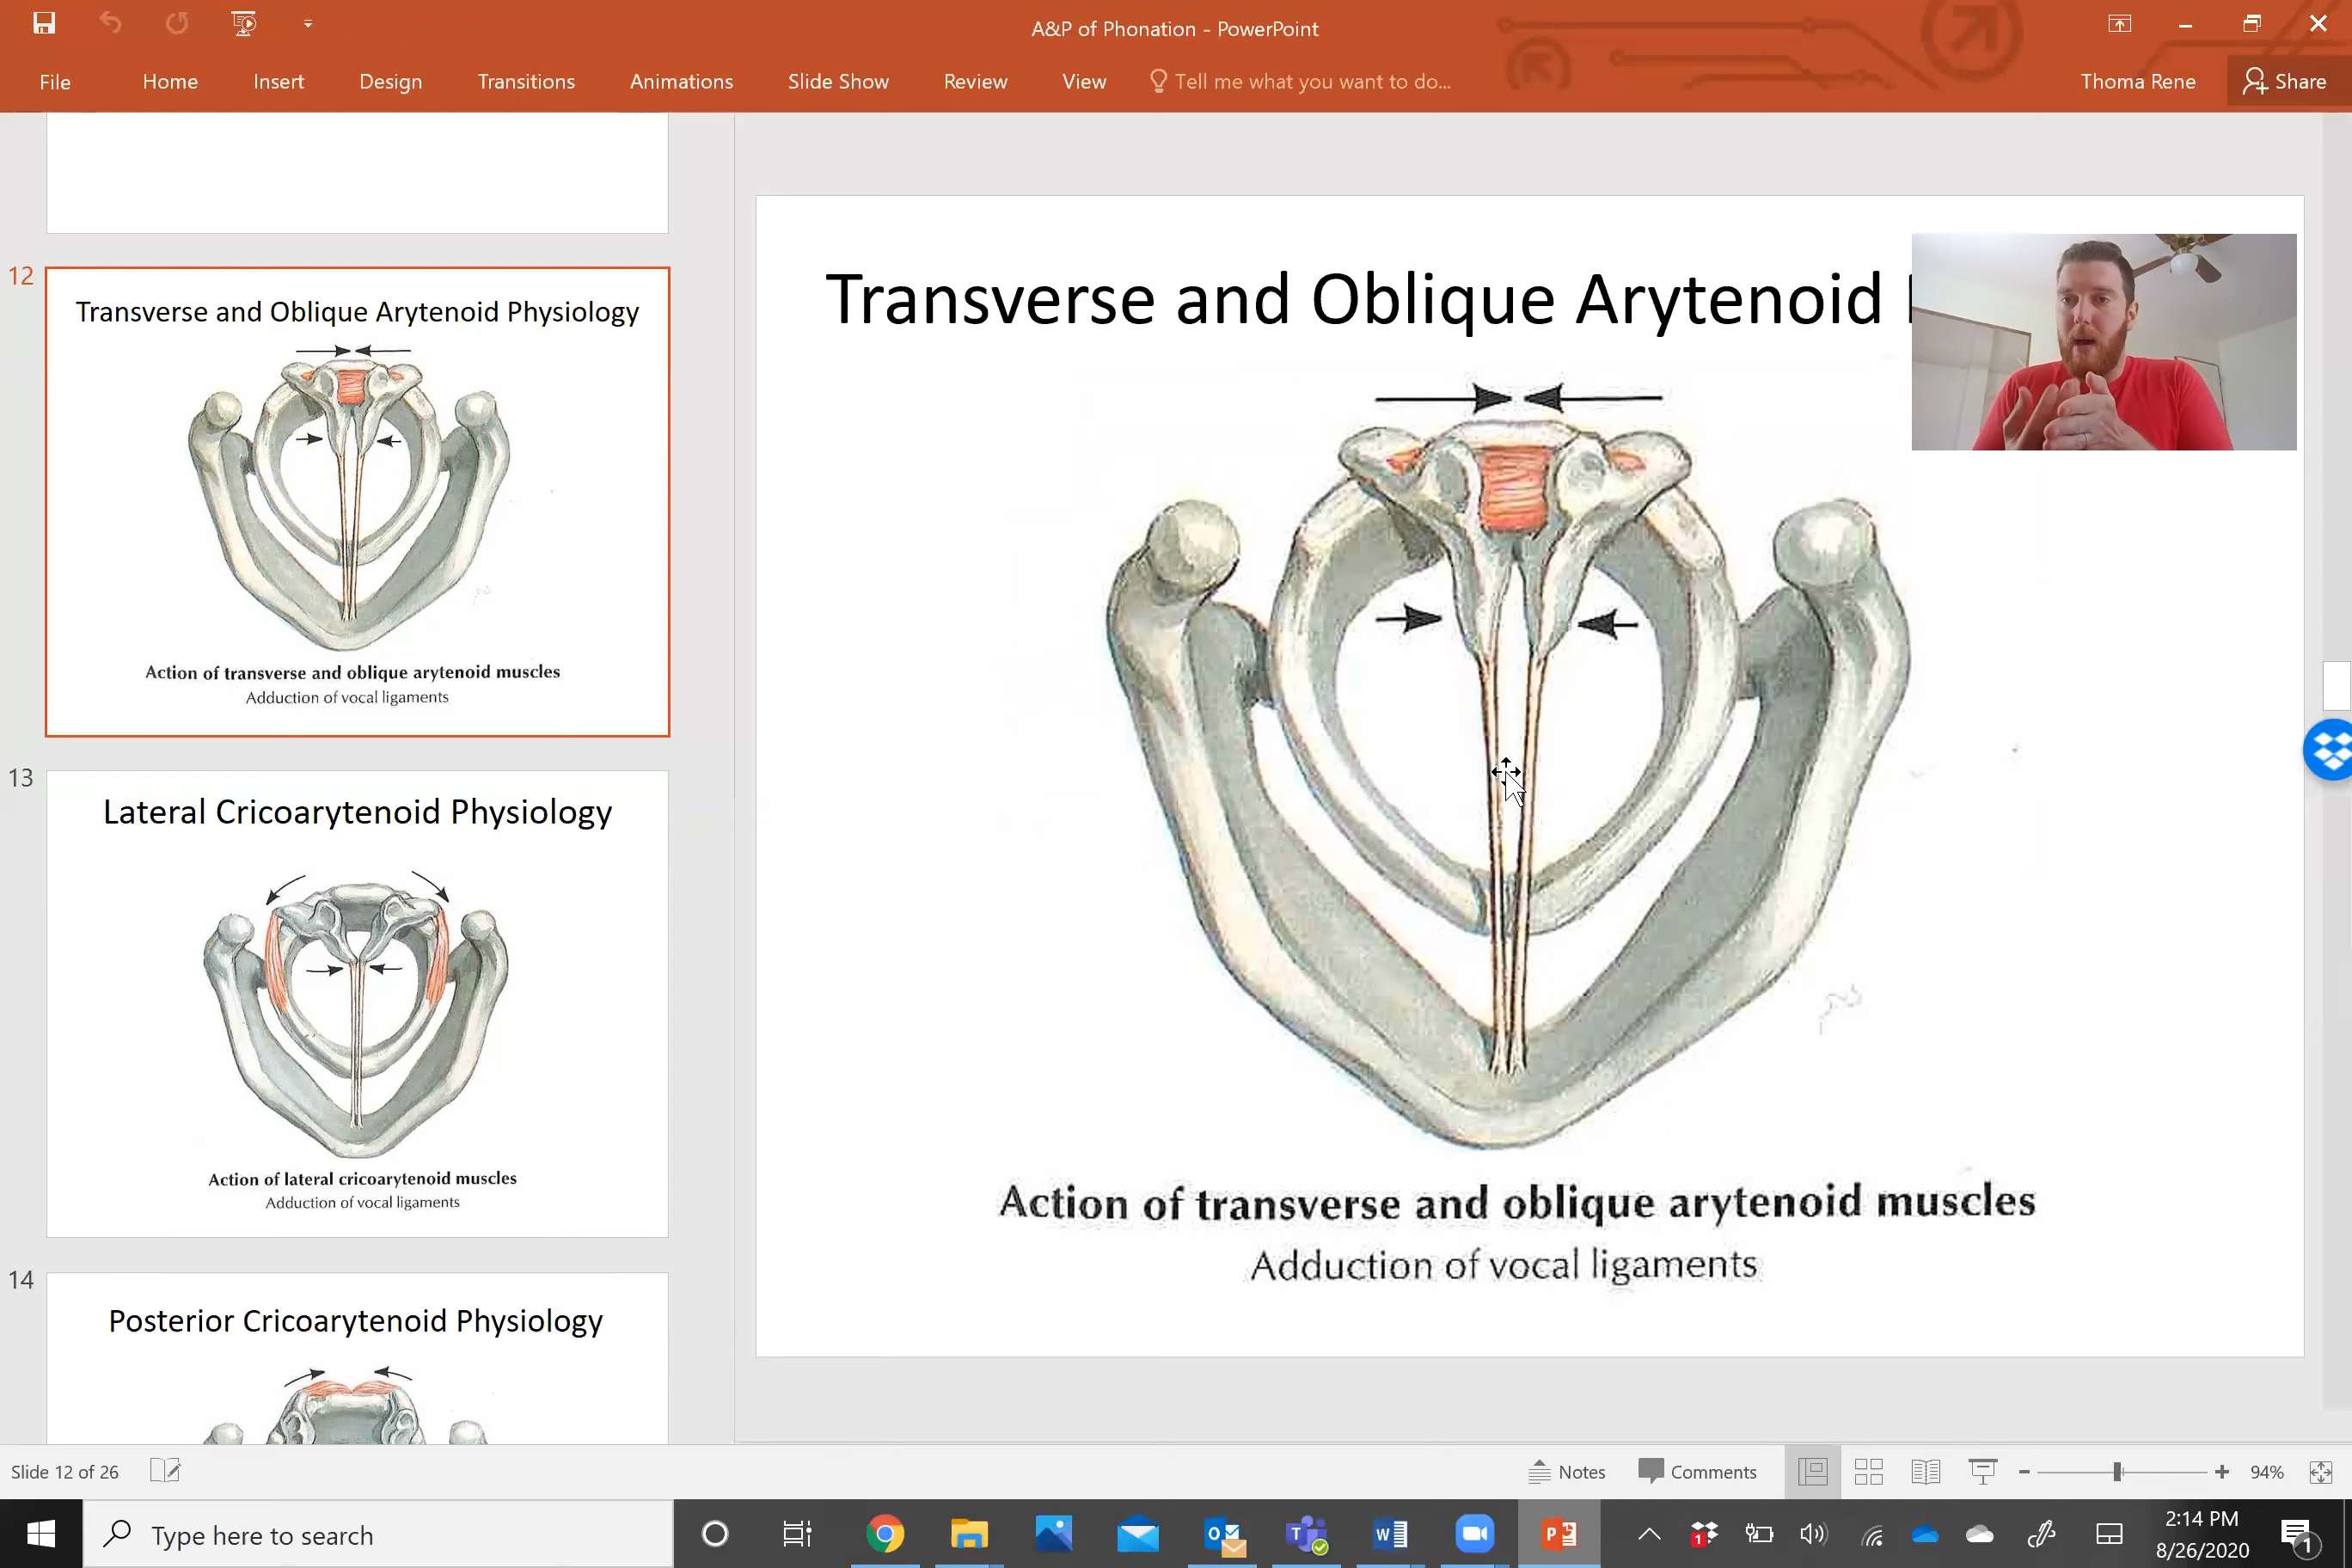 A&P of Phonation - PowerPoint
File Home Insert Design Transitions Animations Slide Show Review View Tell me what you want to do... Thoma Rene Share
12
Transverse and Oblique Arytenoid Physiology
Action of transverse and oblique arytenoid muscles
Adduction of vocal ligaments
13
Lateral Cricoarytenoid Physiology
Action of lateral cricoarytenoid muscles
Adduction of vocal ligaments
14
Posterior Cricoarytenoid Physiology
Transverse and Oblique Arytenoid
Action of transverse and oblique arytenoid muscles
Adduction of vocal ligaments
Slide 12 of 26 Notes Comments 94%
Type here to search
2:14 PM
8/26/2020